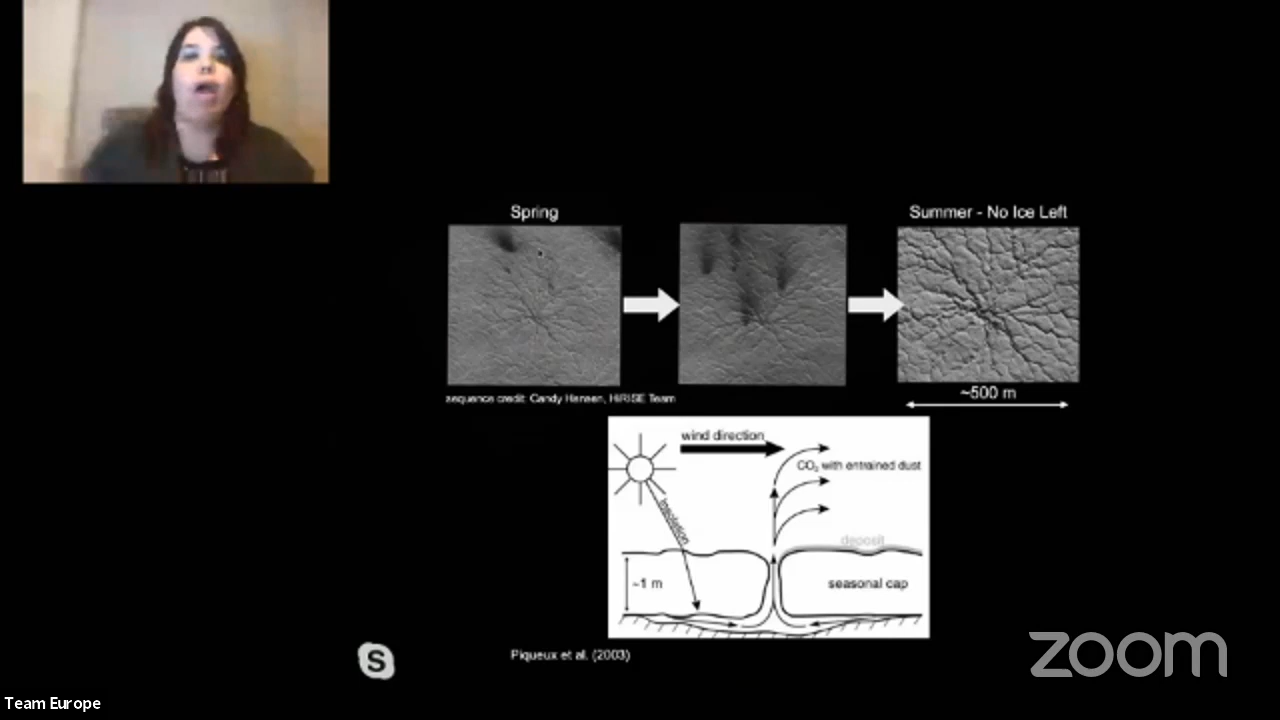 Spring
Summer - No Ice Left
~500 m
sequence credit: Candy Hansen, HiRISE Team
wind direction
CO₂ with entrained dust
Insolation
deposit
~1 m
seasonal cap
Piqueux et al. (2003)
S
zoom
Team Europe